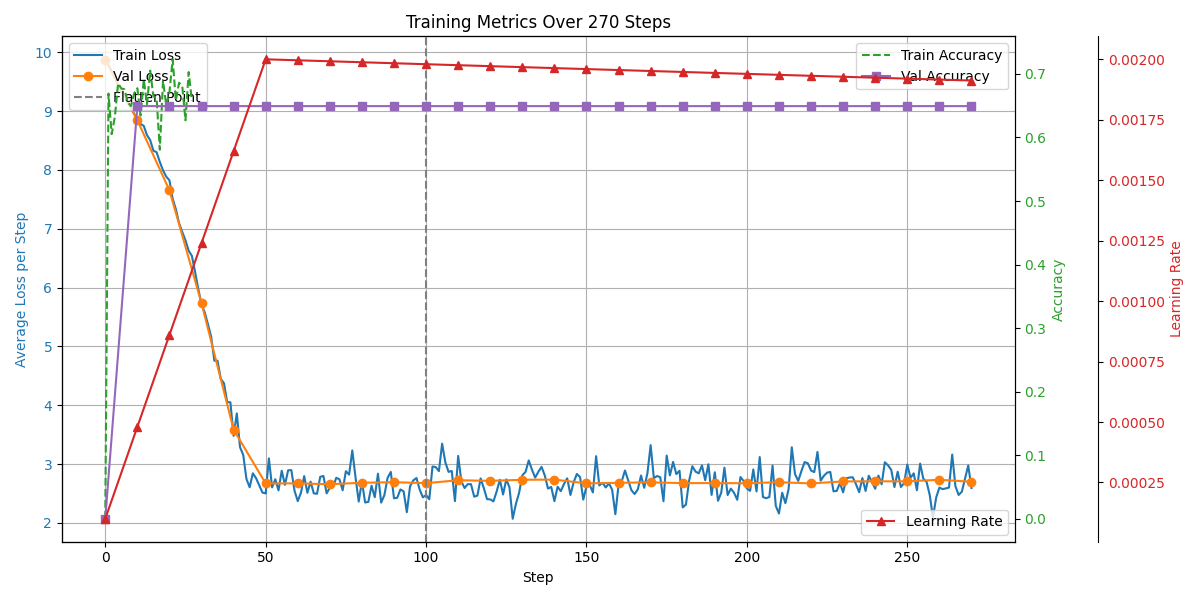 Training Metrics Over 270 Steps
Train Loss
Val Loss
Flatten Point
Train Accuracy
Val Accuracy
Learning Rate
10
9
8
7
6
5
4
3
2
Average Loss per Step
0
50
100
150
200
250
Step
0.7
0.6
0.5
0.4
0.3
0.2
0.1
0.0
Accuracy
0.00200
0.00175
0.00150
0.00125
0.00100
0.00075
0.00050
0.00025
Learning Rate